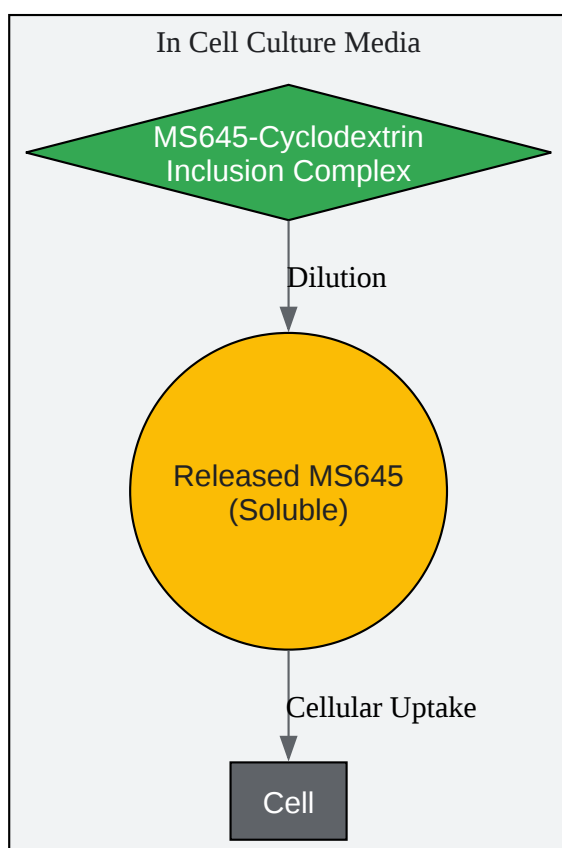 In Cell Culture Media
MS645-Cyclodextrin
Inclusion Complex
Dilution
Released MS645
(Soluble)
Cellular Uptake
Cell